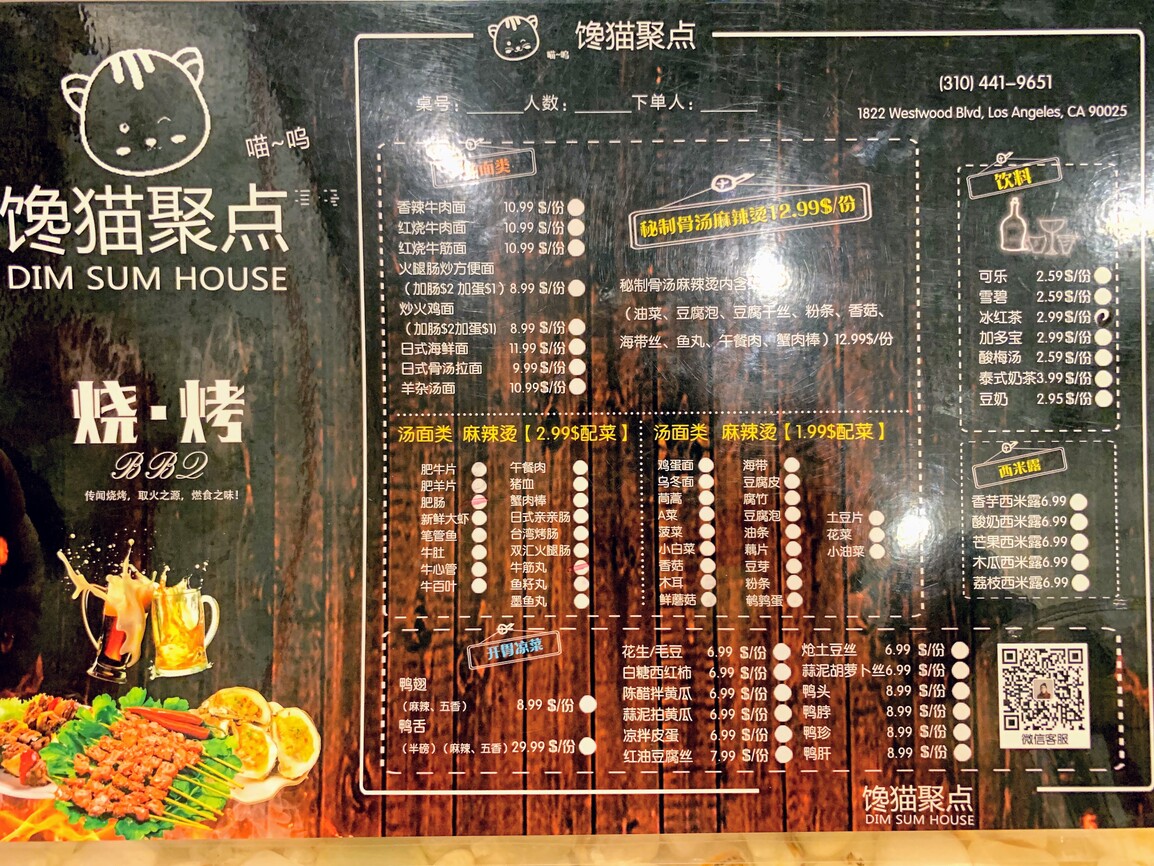 喵~呜
馋猫聚点
DIM SUM HOUSE
烧·烤
BBQ
传闻烧烤，取火之源，燃食之味！
喵~呜
馋猫聚点
(310) 441-9651
1822 Westwood Blvd, Los Angeles, CA 90025
桌号：______人数：______下单人：______
面类
香辣牛肉面 10.99 $/份
红烧牛肉面 10.99 $/份
红烧牛筋面 10.99 $/份
火腿肠炒方便面
（加肠$2 加蛋$1）8.99 $/份
炒火鸡面
（加肠$2加蛋$1） 8.99 $/份
日式海鲜面 11.99 $/份
日式骨汤拉面 9.99$/份
羊杂汤面 10.99$/份
秘制骨汤麻辣烫12.99$/份
秘制骨汤麻辣烫内含
（油菜、豆腐泡、豆腐干丝、粉条、香菇、
海带丝、鱼丸、午餐肉、蟹肉棒）12.99$/份
饮料
可乐 2.59$/份
雪碧 2.59$/份
冰红茶 2.99$/份
加多宝 2.99$/份
酸梅汤 2.59$/份
泰式奶茶3.99$/份
豆奶 2.95$/份
汤面类 麻辣烫【2.99$配菜】
肥牛片 午餐肉
肥羊片 猪血
肥肠 蟹肉棒
新鲜大虾 日式亲亲肠
笔管鱼 台湾烤肠
牛肚 双汇火腿肠
牛心管 牛筋丸
牛百叶 鱼籽丸
墨鱼丸
汤面类 麻辣烫【1.99$配菜】
鸡蛋面 海带
乌冬面 豆腐皮
茼蒿 腐竹
A菜 豆腐泡 土豆片
菠菜 油条 花菜
小白菜 藕片 小油菜
香菇 豆芽
木耳 粉条
鲜蘑菇 鹌鹑蛋
西米露
香芋西米露6.99
酸奶西米露6.99
芒果西米露6.99
木瓜西米露6.99
荔枝西米露6.99
开胃凉菜
鸭翅
（麻辣、五香） 8.99 $/份
鸭舌
（半磅）（麻辣、五香）29.99 $/份
花生/毛豆 6.99 $/份
白糖西红柿 6.99 $/份
陈醋拌黄瓜 6.99 $/份
蒜泥拍黄瓜 6.99 $/份
凉拌皮蛋 6.99 $/份
红油豆腐丝 7.99 $/份
炝土豆丝 6.99 $/份
蒜泥胡萝卜丝6.99 $/份
鸭头 8.99 $/份
鸭脖 8.99 $/份
鸭珍 8.99 $/份
鸭肝 8.99 $/份
微信客服
馋猫聚点
DIM SUM HOUSE